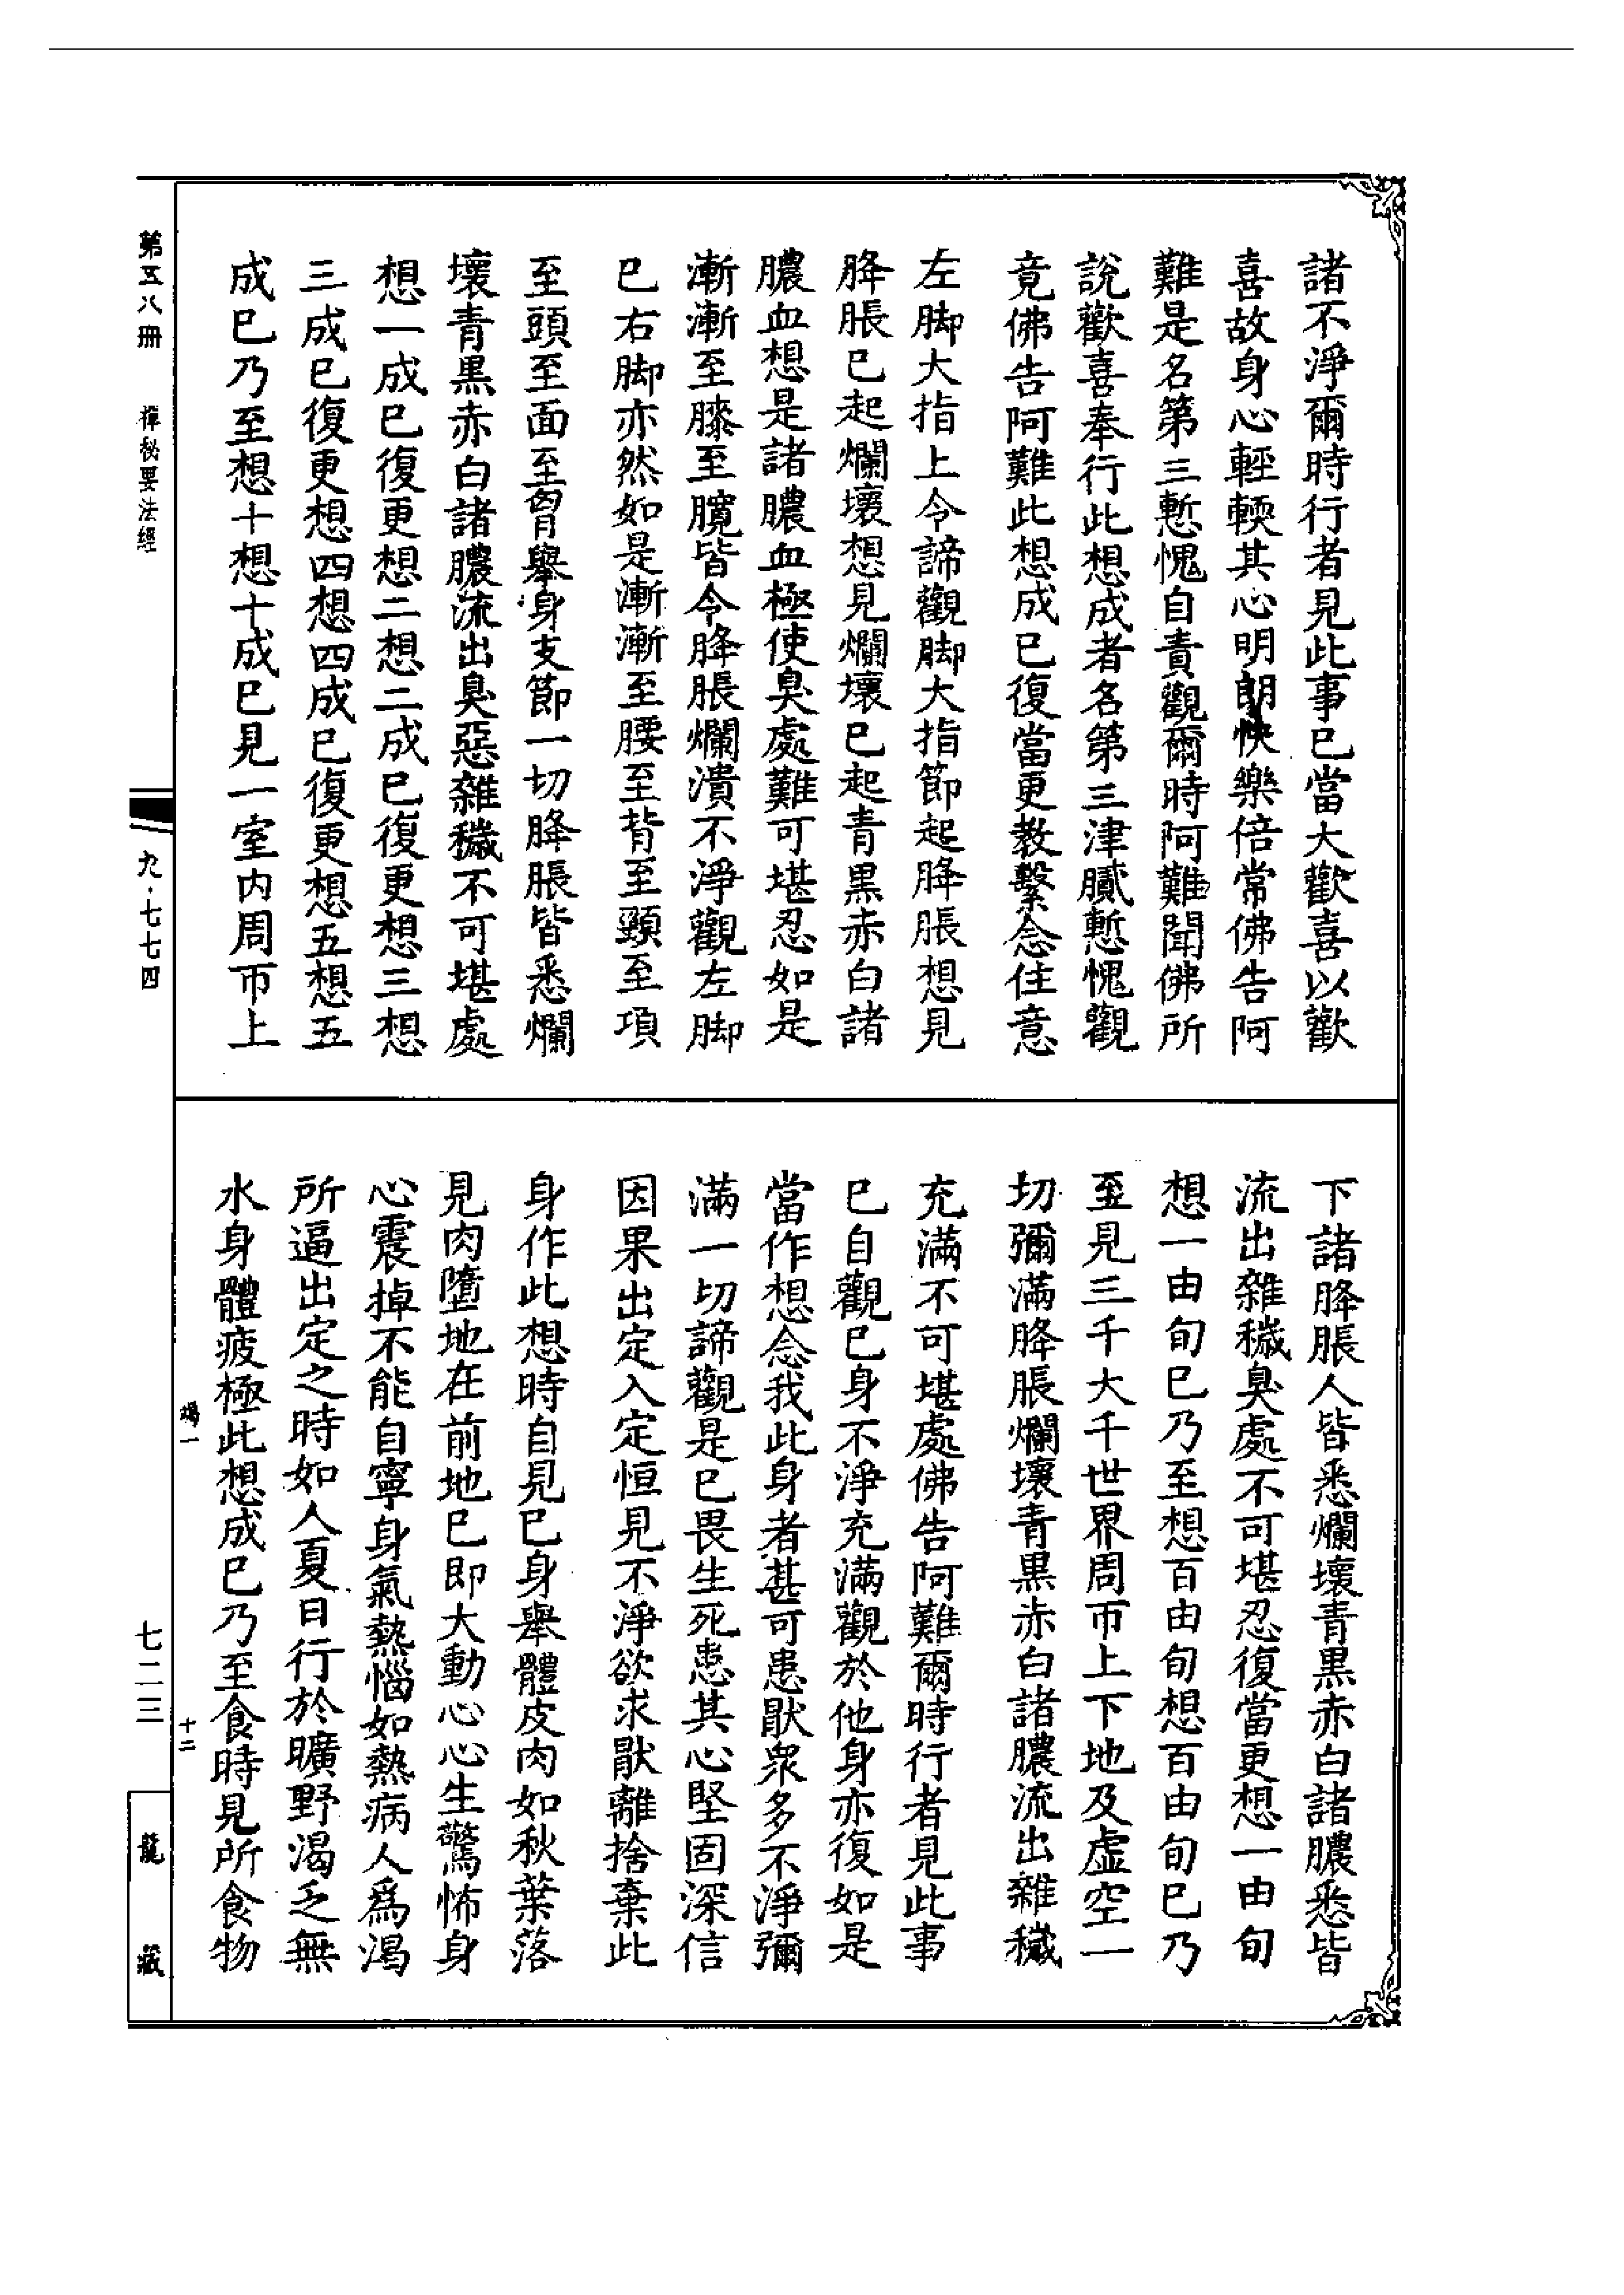 諸不淨爾時行者見此事已當大歡喜以歡
喜故身心輕輭其心明朗快樂倍常佛告阿
難是名第三慙愧自責觀爾時阿難聞佛所
說歡喜奉行此想成者名第三津膩慙愧觀
竟佛告阿難此想成已復當更教繫念住意
左脚大指上令諦觀脚大指節起胮脹想見
胮脹已起爛壞想見爛壞已起青黑赤白諸
膿血想是諸膿血極使臭處難可堪忍如是
漸漸至膝至臗皆令胮脹爛潰不淨觀左脚
已右脚亦然如是漸漸至腰至背至頸至項
至頭至面至胷舉身支節一切胮脹皆悉爛
壞青黑赤白諸膿流出臭惡雜穢不可堪處
想一成已復更想二想二成已復更想三想
三成已復更想四想四成已復更想五想五
成已乃至想十想十成已見一室内周帀上
下諸胮脹人皆悉爛壞青黑赤白諸膿悉皆
流出雜穢臭處不可堪忍復當更想一由旬
想一由旬已乃至想百由旬想百由旬已乃
至見三千大千世界周帀上下地及虛空一
切彌滿胮脹爛壞青黑赤白諸膿流出雜穢
充滿不可堪處佛告阿難爾時行者見此事
已自觀已身不淨充滿觀於他身亦復如是
當作想念我此身者甚可患猒衆多不淨彌
滿一切諦觀是已畏生死患其心堅固深信
因果出定入定恒見不淨欲求猒離捨棄此
身作此想時自見已身舉體皮肉如秋葉落
見肉墮地在前地已即大動心心生驚怖身
心震掉不能自寧身氣熱惱如熱病人爲渴
所逼出定之時如人夏日行於曠野渴乏無
水身體疲極此想成已乃至食時見所食物
竭一
十二
第五八冊
禪秘要法經
九·七七四
七二三
龍藏